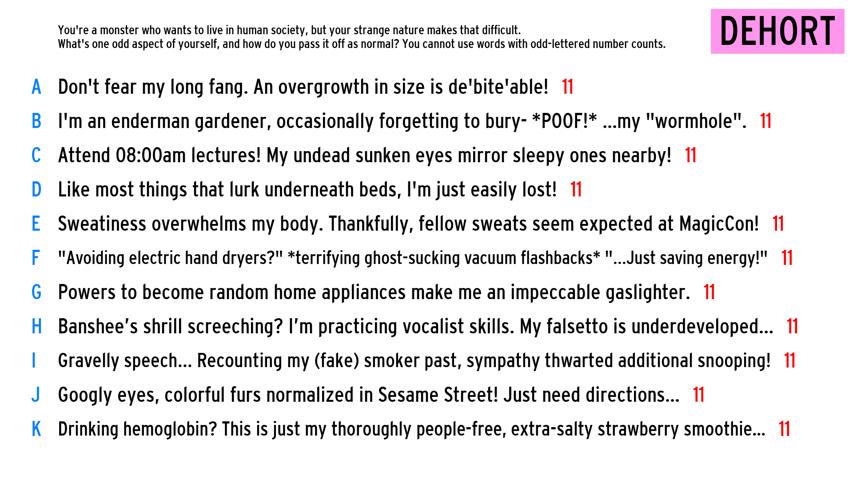 You're a monster who wants to live in human society, but your strange nature makes that difficult.
What's one odd aspect of yourself, and how do you pass it off as normal? You cannot use words with odd-lettered number counts.
DEHORT
A Don't fear my long fang. An overgrowth in size is de'bite'able! 11
B I'm an enderman gardener, occasionally forgetting to bury- *POOF!* ...my "wormhole". 11
C Attend 08:00am lectures! My undead sunken eyes mirror sleepy ones nearby! 11
D Like most things that lurk underneath beds, I'm just easily lost! 11
E Sweatiness overwhelms my body. Thankfully, fellow sweats seem expected at MagicCon! 11
F "Avoiding electric hand dryers?" *terrifying ghost-sucking vacuum flashbacks* "...Just saving energy!" 11
G Powers to become random home appliances make me an impeccable gaslighter. 11
H Banshee’s shrill screeching? I’m practicing vocalist skills. My falsetto is underdeveloped... 11
I Gravelly speech... Recounting my (fake) smoker past, sympathy thwarted additional snooping! 11
J Googly eyes, colorful furs normalized in Sesame Street! Just need directions... 11
K Drinking hemoglobin? This is just my thoroughly people-free, extra-salty strawberry smoothie... 11